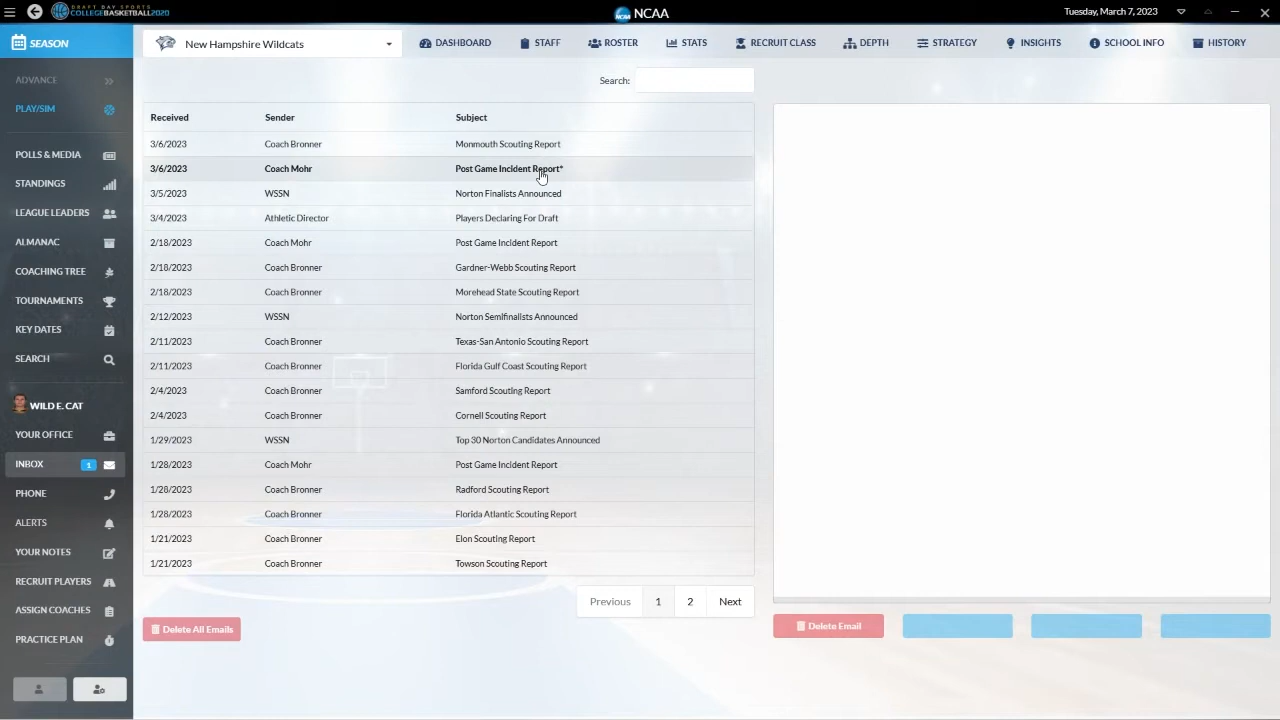 DRAFT DAY SPORTS
COLLEGEBASKETBALL2020
NCAA
Tuesday, March 7, 2023
SEASON
New Hampshire Wildcats
DASHBOARD
STAFF
ROSTER
STATS
RECRUIT CLASS
DEPTH
STRATEGY
INSIGHTS
SCHOOL INFO
HISTORY
ADVANCE
PLAY/SIM
POLLS & MEDIA
STANDINGS
LEAGUE LEADERS
ALMANAC
COACHING TREE
TOURNAMENTS
KEY DATES
SEARCH
WILD E. CAT
YOUR OFFICE
INBOX 1
PHONE
ALERTS
YOUR NOTES
RECRUIT PLAYERS
ASSIGN COACHES
PRACTICE PLAN
Search:
Received Sender Subject
3/6/2023 Coach Bronner Monmouth Scouting Report
3/6/2023 Coach Mohr Post Game Incident Report*
3/5/2023 WSSN Norton Finalists Announced
3/4/2023 Athletic Director Players Declaring For Draft
2/18/2023 Coach Mohr Post Game Incident Report
2/18/2023 Coach Bronner Gardner-Webb Scouting Report
2/18/2023 Coach Bronner Morehead State Scouting Report
2/12/2023 WSSN Norton Semifinalists Announced
2/11/2023 Coach Bronner Texas-San Antonio Scouting Report
2/11/2023 Coach Bronner Florida Gulf Coast Scouting Report
2/4/2023 Coach Bronner Samford Scouting Report
2/4/2023 Coach Bronner Cornell Scouting Report
1/29/2023 WSSN Top 30 Norton Candidates Announced
1/28/2023 Coach Mohr Post Game Incident Report
1/28/2023 Coach Bronner Radford Scouting Report
1/28/2023 Coach Bronner Florida Atlantic Scouting Report
1/21/2023 Coach Bronner Elon Scouting Report
1/21/2023 Coach Bronner Towson Scouting Report
Previous 1 2 Next
Delete All Emails
Delete Email